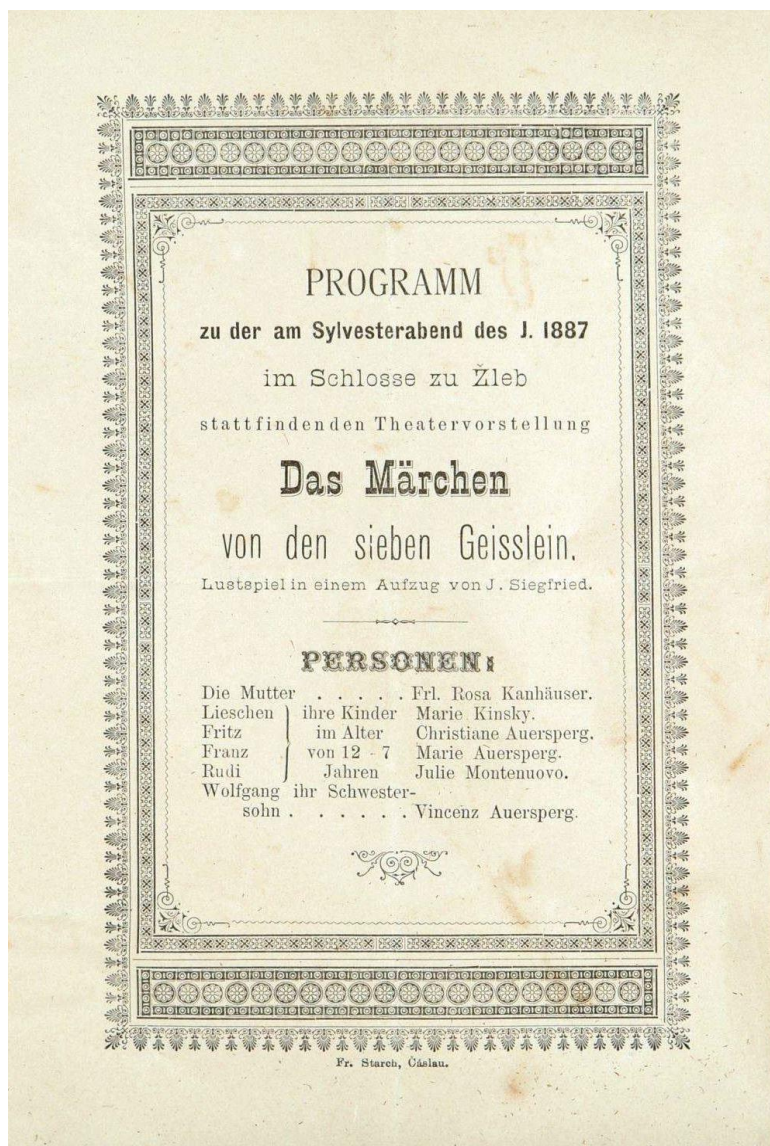 PROGRAMM
zu der am Sylvesterabend des J. 1887
im Schlosse zu Žleb
stattfindenden Theatervorstellung
Das Märchen
von den sieben Geisslein.
Lustspiel in einem Aufzug von J. Siegfried.
PERSONEN:
Die Mutter . . . . . Frl. Rosa Kanhäuser.
Lieschen } ihre Kinder Marie Kinsky.
Fritz } im Alter Christiane Auersperg.
Franz } von 12 - 7 Marie Auersperg.
Rudi } Jahren Julie Montenuovo.
Wolfgang ihr Schwester-
sohn . . . . . . Vincenz Auersperg.
Fr. Starch, Čáslau.